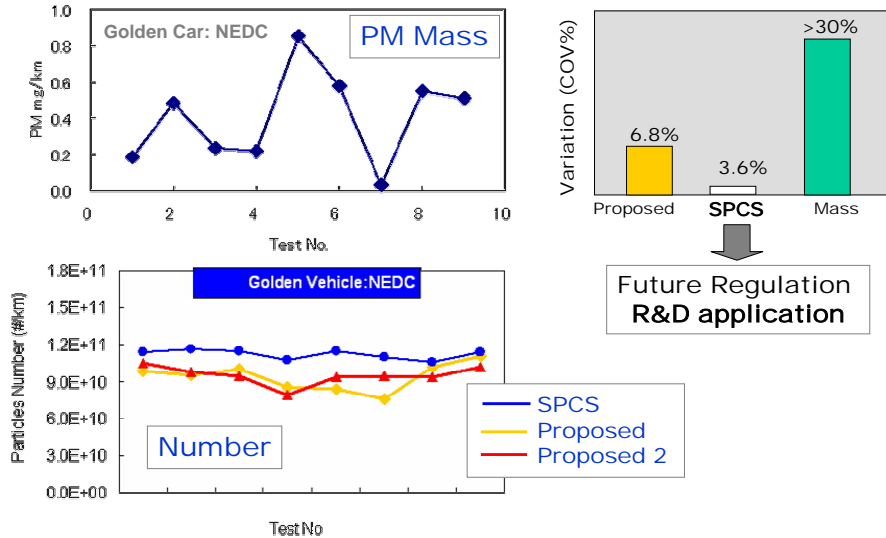 Golden Car: NEDC
PM Mass
PM mg/km
1.0
0.8
0.6
0.4
0.2
0.0
0 2 4 6 8 10
Test No.
Variation (COV%)
6.8%
3.6%
>30%
Proposed SPCS Mass
Future Regulation
R&D application
Golden Vehicle:NEDC
Particles Number (#/km)
1.8E+11
1.5E+11
1.2E+11
9.0E+10
6.0E+10
3.0E+10
0.0E+00
Number
Test No
SPCS
Proposed
Proposed 2